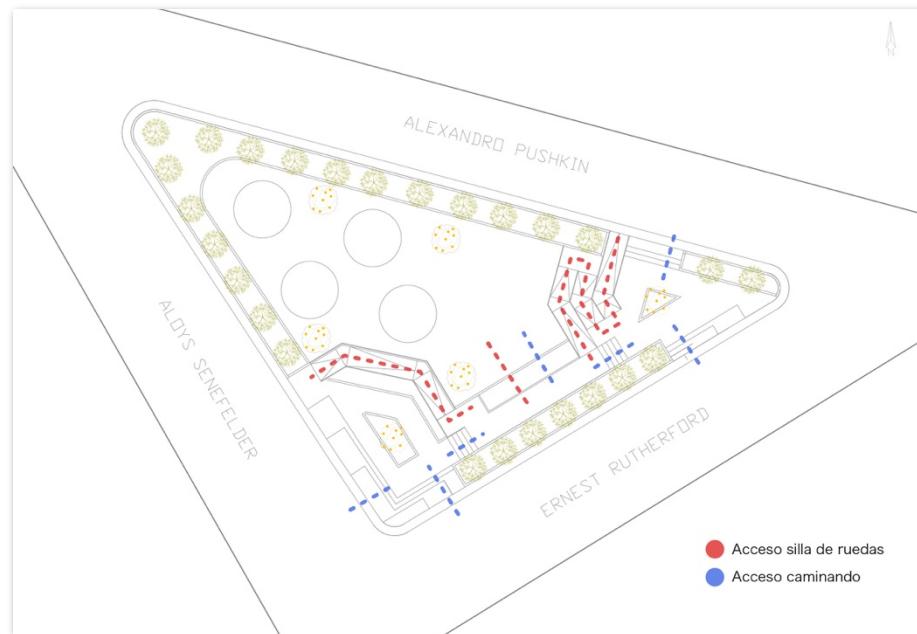 N
ALEXANDRO PUSHKIN
ALOYS SENEFELDER
ERNEST RUTHERFORD
Acceso silla de ruedas
Acceso caminando